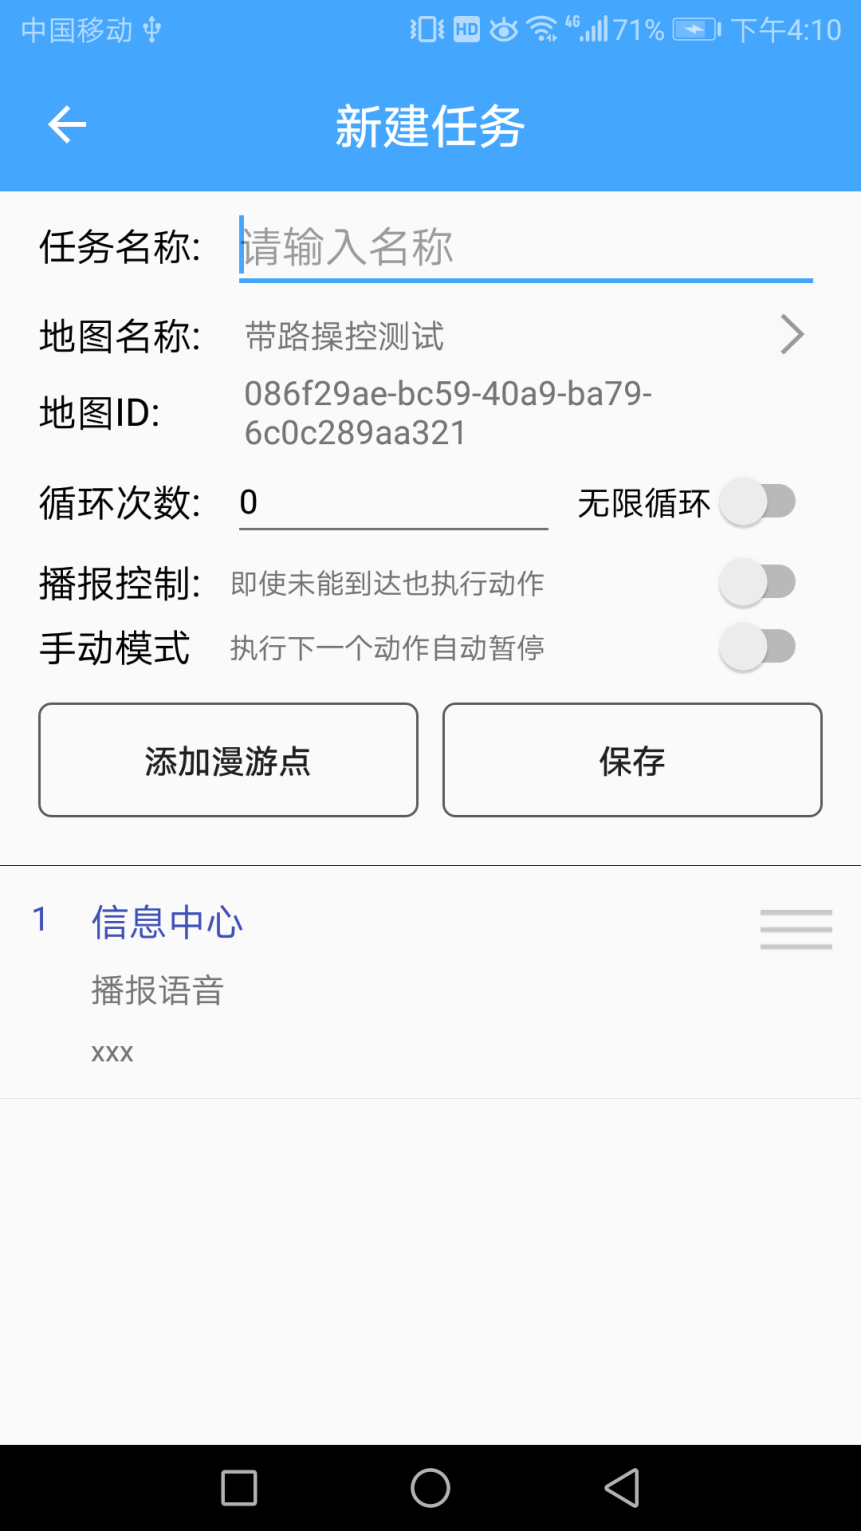 中国移动 HD 4G 71% 下午4:10
新建任务
任务名称: 请输入名称
地图名称: 带路操控测试
地图ID: 086f29ae-bc59-40a9-ba79-
6c0c289aa321
循环次数: 0 无限循环
播报控制: 即使未能到达也执行动作
手动模式 执行下一个动作自动暂停
添加漫游点 保存
1 信息中心
播报语音
xxx